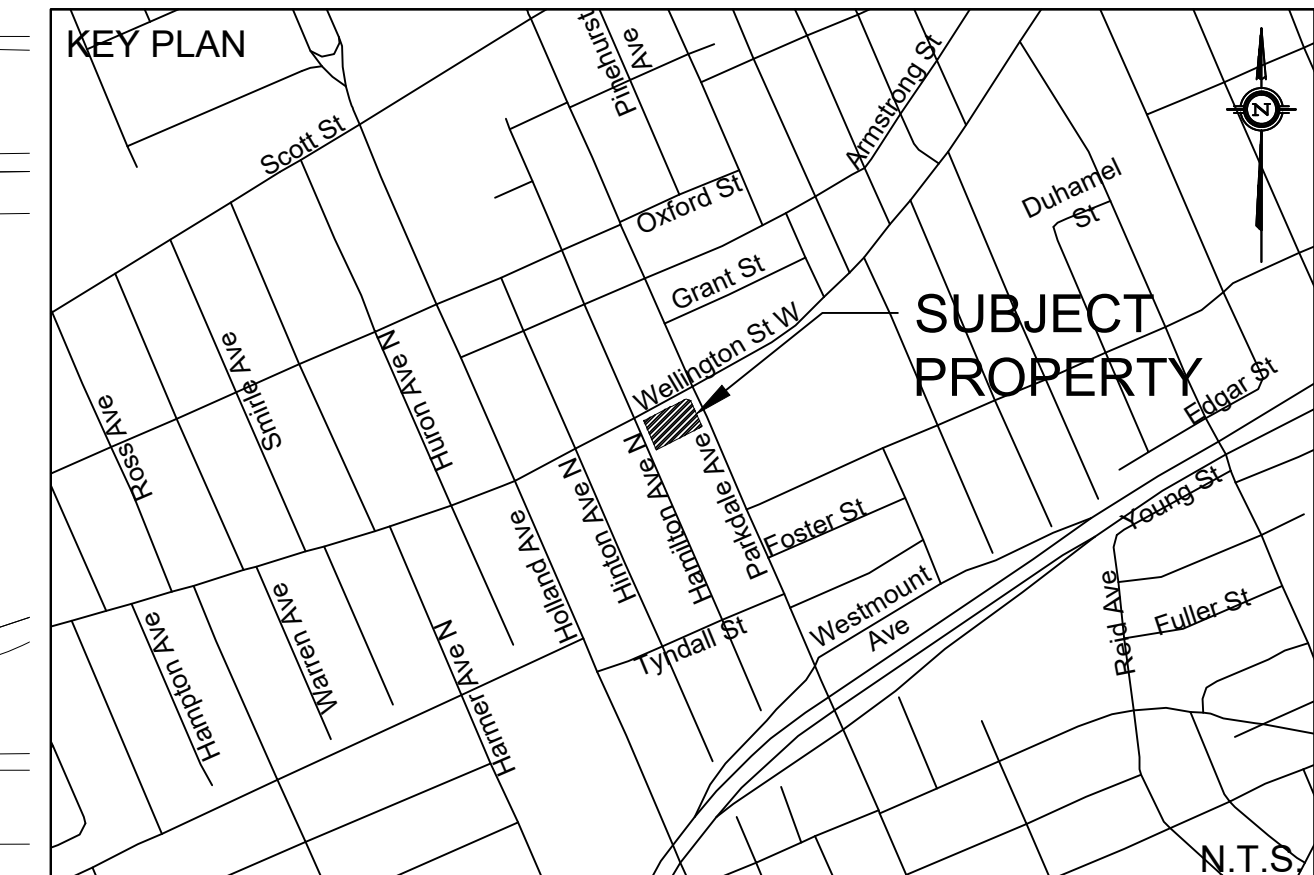 KEY PLAN
Pinehurst
Ave
Armstrong St
N
Scott St
Oxford St
Duhamel
St
Grant St
Wellington St W
SUBJECT
PROPERTY
Ross Ave
Smirle Ave
Huron Ave N
Edgar St
Holland Ave
Hinton Ave N
Hamilton Ave N
Parkdale Ave
Foster St
Young St
Westmount
Ave
Reid Ave
Fuller St
Tyndall St
Hampton Ave
Warren Ave
Harmer Ave N
N.T.S.